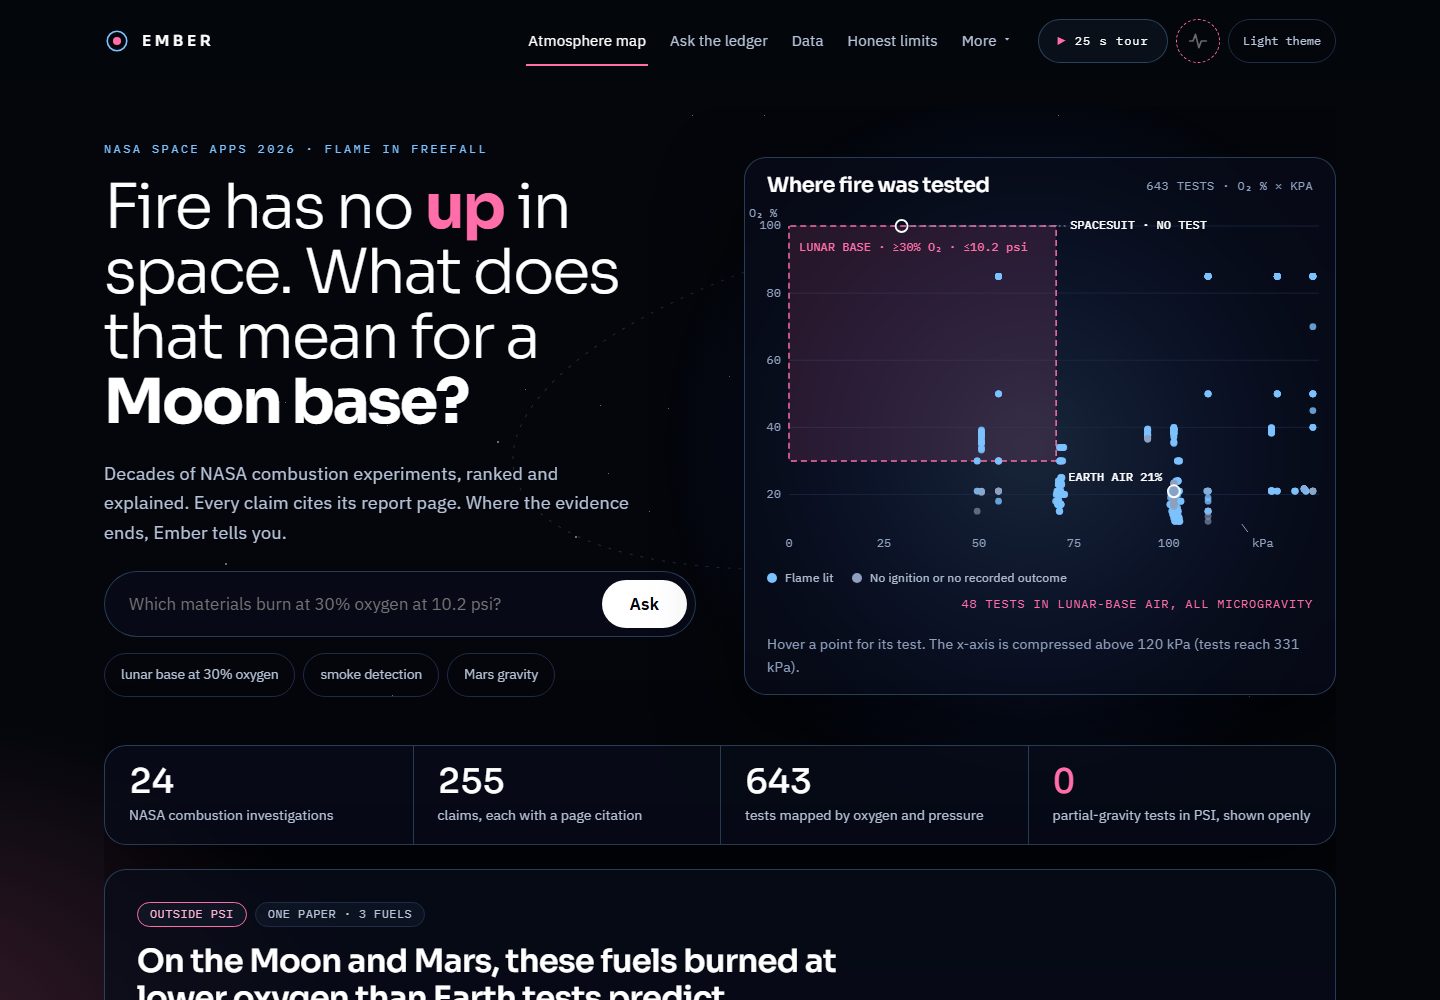 EMBER
Atmosphere map
Ask the ledger
Data
Honest limits
More
▶ 25 s tour
Light theme
NASA SPACE APPS 2026 · FLAME IN FREEFALL
Fire has no up in
space. What does
that mean for a
Moon base?
Decades of NASA combustion experiments, ranked and
explained. Every claim cites its report page. Where the evidence
ends, Ember tells you.
Which materials burn at 30% oxygen at 10.2 psi?
Ask
lunar base at 30% oxygen
smoke detection
Mars gravity
Where fire was tested
643 TESTS · O₂ % × KPA
O₂ %
100
SPACESUIT · NO TEST
LUNAR BASE · ≥30% O₂ · ≤10.2 psi
80
60
40
EARTH AIR 21%
20
0
25
50
75
100
kPa
Flame lit
No ignition or no recorded outcome
48 TESTS IN LUNAR-BASE AIR, ALL MICROGRAVITY
Hover a point for its test. The x-axis is compressed above 120 kPa (tests reach 331
kPa).
24
NASA combustion investigations
255
claims, each with a page citation
643
tests mapped by oxygen and pressure
0
partial-gravity tests in PSI, shown openly
OUTSIDE PSI
ONE PAPER · 3 FUELS
On the Moon and Mars, these fuels burned at
lower oxygen than Earth tests predict